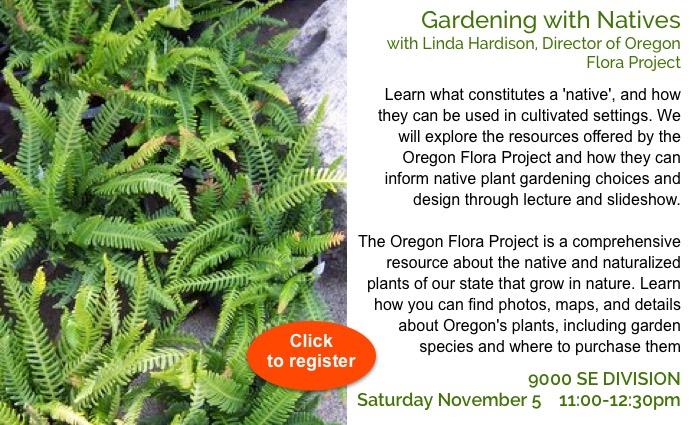 Gardening with Natives
with Linda Hardison, Director of Oregon
Flora Project
Learn what constitutes a 'native', and how
they can be used in cultivated settings. We
will explore the resources offered by the
Oregon Flora Project and how they can
inform native plant gardening choices and
design through lecture and slideshow.
The Oregon Flora Project is a comprehensive
resource about the native and naturalized
plants of our state that grow in nature. Learn
how you can find photos, maps, and details
about Oregon's plants, including garden
species and where to purchase them
Click
to register
9000 SE DIVISION
Saturday November 5 11:00-12:30pm